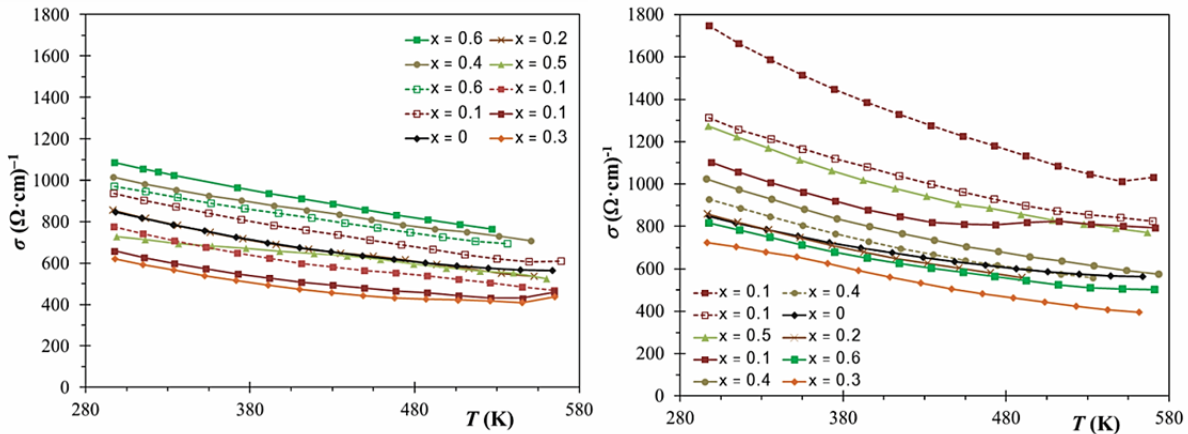 1800
1600
1400
1200
1000
800
600
400
200
0
σ (Ω·cm)⁻¹
x = 0.6 x = 0.2
x = 0.4 x = 0.5
x = 0.6 x = 0.1
x = 0.1 x = 0.1
x = 0 x = 0.3
280 380 480 580
T (K)
1800
1600
1400
1200
1000
800
600
400
200
0
σ (Ω·cm)⁻¹
x = 0.1 x = 0.4
x = 0.1 x = 0
x = 0.5 x = 0.2
x = 0.1 x = 0.6
x = 0.4 x = 0.3
280 380 480 580
T (K)